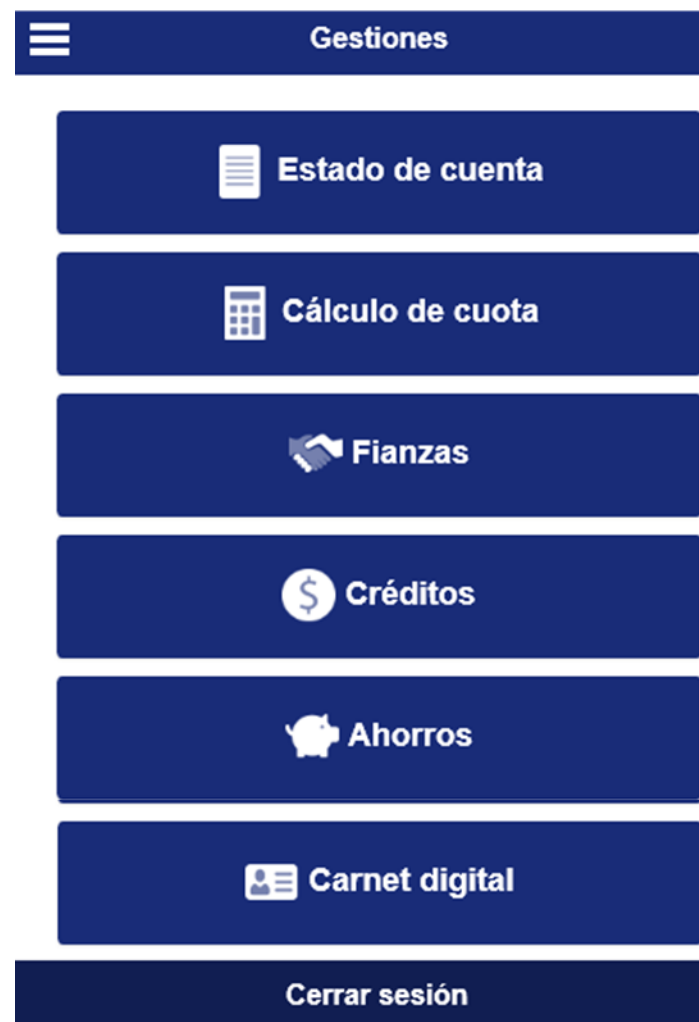 Gestiones
Estado de cuenta
Cálculo de cuota
Fianzas
$ Créditos
Ahorros
Carnet digital
Cerrar sesión